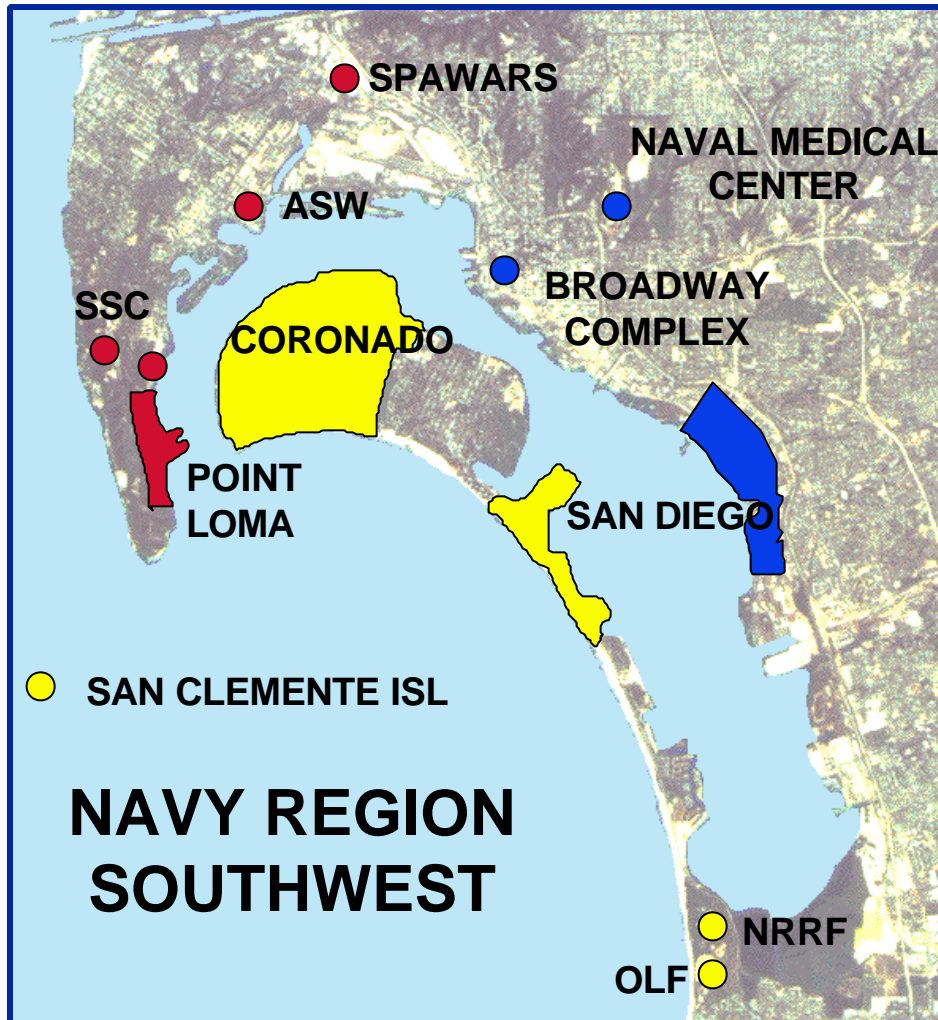 SPAWARS
NAVAL MEDICAL
CENTER
ASW
BROADWAY
COMPLEX
SSC
CORONADO
POINT
LOMA
SAN DIEGO
SAN CLEMENTE ISL
NAVY REGION
SOUTHWEST
NRRF
OLF